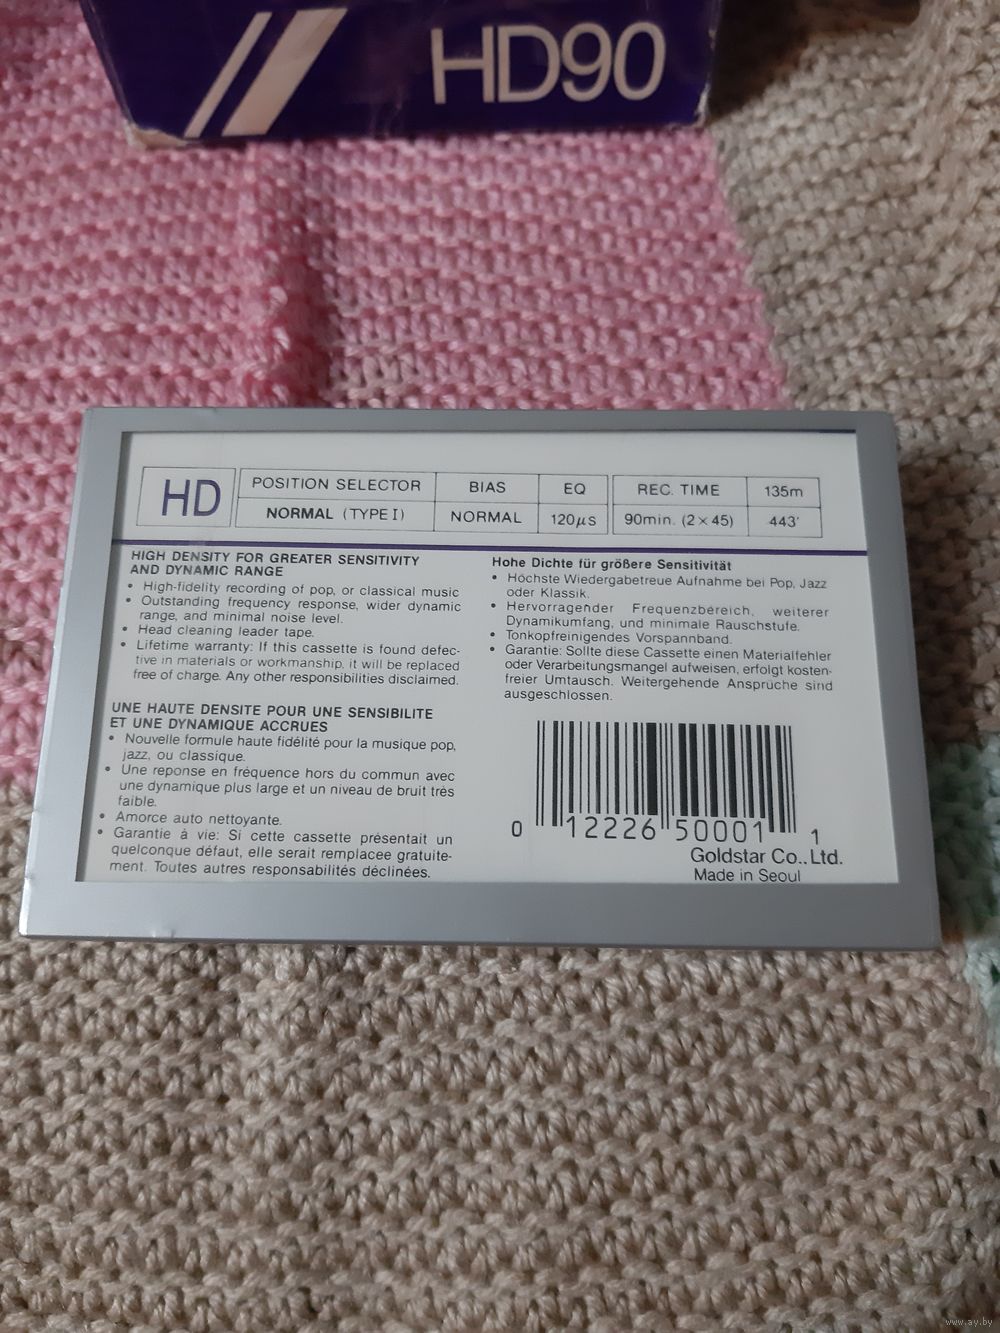 HD90
HD
POSITION SELECTOR BIAS EQ REC. TIME 135m
NORMAL (TYPE I) NORMAL 120μs 90min. (2×45) 443'
HIGH DENSITY FOR GREATER SENSITIVITY
AND DYNAMIC RANGE
• High-fidelity recording of pop, or classical music
• Outstanding frequency response, wider dynamic
range, and minimal noise level.
• Head cleaning leader tape.
• Lifetime warranty: If this cassette is found defec-
tive in materials or workmanship, it will be replaced
free of charge. Any other responsibilities disclaimed.
UNE HAUTE DENSITE POUR UNE SENSIBILITE
ET UNE DYNAMIQUE ACCRUES
• Nouvelle formule haute fidélité pour la musique pop,
jazz, ou classique.
• Une reponse en fréquence hors du commun avec
une dynamique plus large et un niveau de bruit très
faible.
• Amorce auto nettoyante.
• Garantie à vie: Si cette cassette présentait un
quelconque défaut, elle serait remplacee gratuite-
ment. Toutes autres responsabilités déclinées.
Hohe Dichte für größere Sensitivität
• Höchste Wiedergabetreue Aufnahme bei Pop, Jazz
oder Klassik.
• Hervorragender Frequenzbereich, weiterer
Dynamikumfang, und minimale Rauschstufe.
• Tonkopfreinigendes Vorspannband.
• Garantie: Sollte diese Cassette einen Materialfehler
oder Verarbeitungsmangel aufweisen, erfolgt kosten-
freier Umtausch. Weitergehende Ansprüche sind
ausgeschlossen.
0 12226 50001 1
Goldstar Co., Ltd.
Made in Seoul
www.ay.by